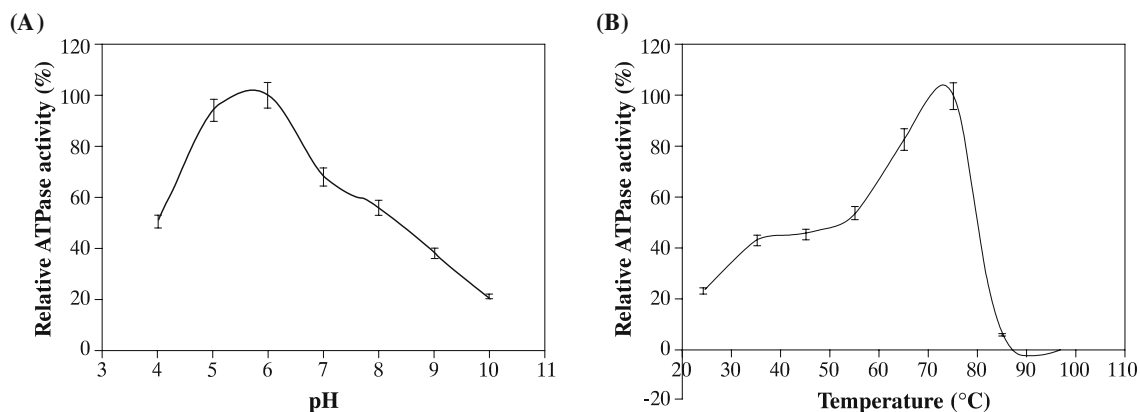 (A)
Relative ATPase activity (%)
120
100
80
60
40
20
0
3 4 5 6 7 8 9 10 11
pH
(B)
Relative ATPase activity (%)
120
100
80
60
40
20
0
-20
20 30 40 50 60 70 80 90 100 110
Temperature (°C)